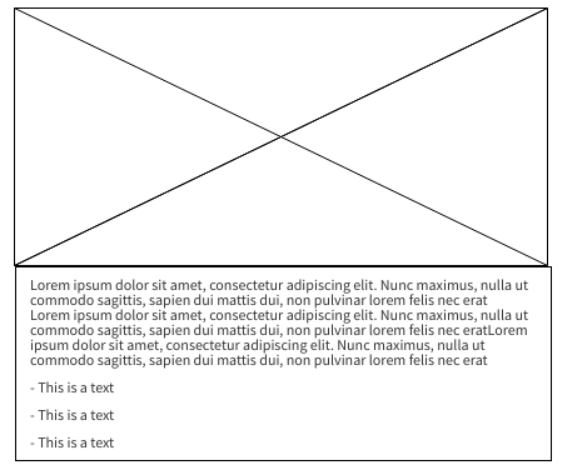 Lorem ipsum dolor sit amet, consectetur adipiscing elit. Nunc maximus, nulla ut
commodo sagittis, sapien dui mattis dui, non pulvinar lorem felis nec erat
Lorem ipsum dolor sit amet, consectetur adipiscing elit. Nunc maximus, nulla ut
commodo sagittis, sapien dui mattis dui, non pulvinar lorem felis nec eratLorem
ipsum dolor sit amet, consectetur adipiscing elit. Nunc maximus, nulla ut
commodo sagittis, sapien dui mattis dui, non pulvinar lorem felis nec erat
- This is a text
- This is a text
- This is a text